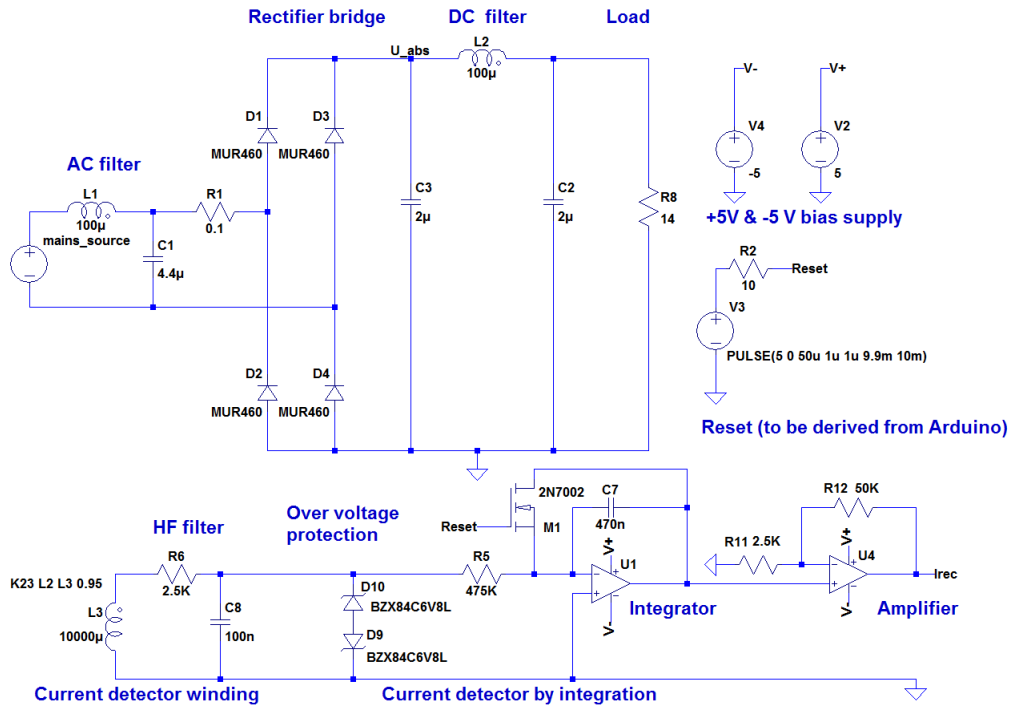 Rectifier bridge
DC filter
Load
U_abs
L2
100µ
V-
V+
D1
D3
V4
V2
MUR460
MUR460
-5
5
AC filter
L1
R1
C3
C2
R8
100µ
0.1
2µ
2µ
14
mains_source
+5V & -5 V bias supply
C1
4.4µ
R2
Reset
10
V3
PULSE(5 0 50u 1u 1u 9.9m 10m)
D2
D4
MUR460
MUR460
Reset (to be derived from Arduino)
2N7002
C7
R12 50K
HF filter
Over voltage
protection
Reset
M1
470n
R6
R5
V+
R11 2.5K
V+
U1
U4
K23 L2 L3 0.95
2.5K
D10
475K
Irec
L3
C8
BZX84C6V8L
Integrator
Amplifier
10000µ
100n
D9
V-
V-
BZX84C6V8L
Current detector winding
Current detector by integration